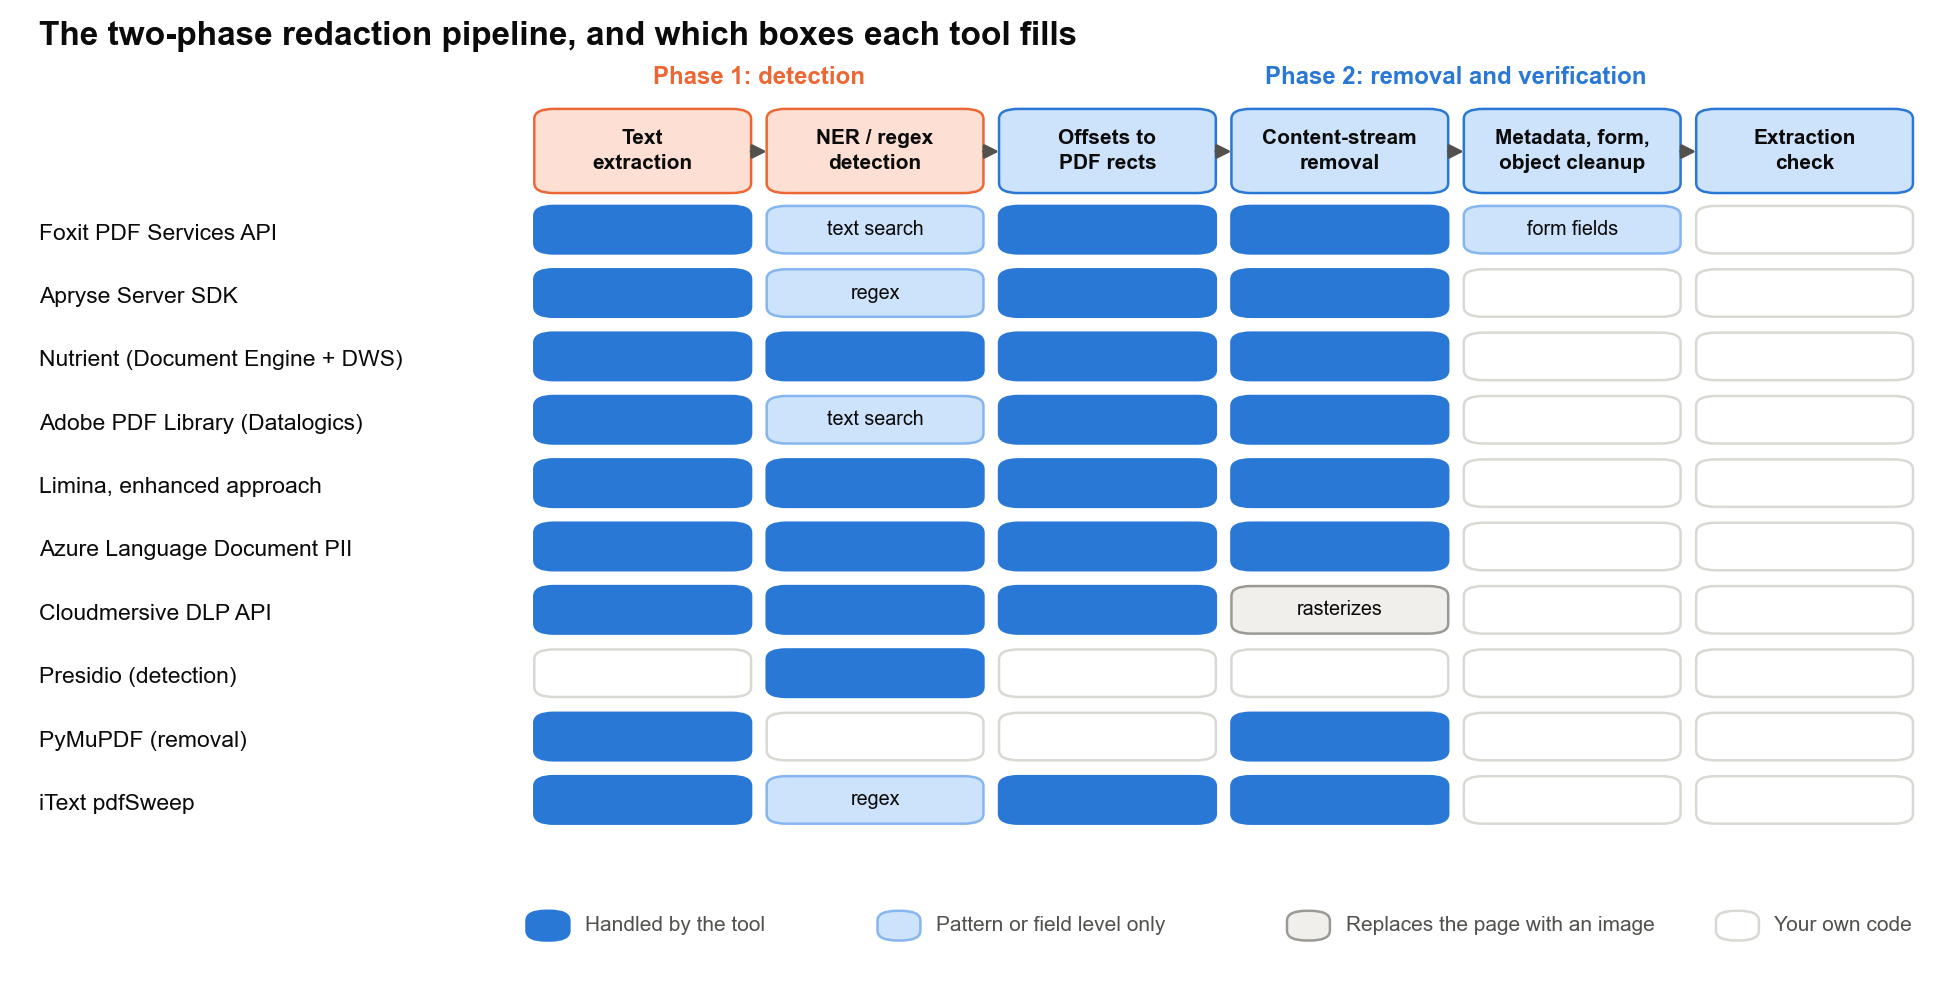 The two-phase redaction pipeline, and which boxes each tool fills
Phase 1: detection
Phase 2: removal and verification
Text
extraction
NER / regex
detection
Offsets to
PDF rects
Content-stream
removal
Metadata, form,
object cleanup
Extraction
check
Foxit PDF Services API
text search
form fields
Apryse Server SDK
regex
Nutrient (Document Engine + DWS)
Adobe PDF Library (Datalogics)
text search
Limina, enhanced approach
Azure Language Document PII
Cloudmersive DLP API
rasterizes
Presidio (detection)
PyMuPDF (removal)
iText pdfSweep
regex
Handled by the tool
Pattern or field level only
Replaces the page with an image
Your own code